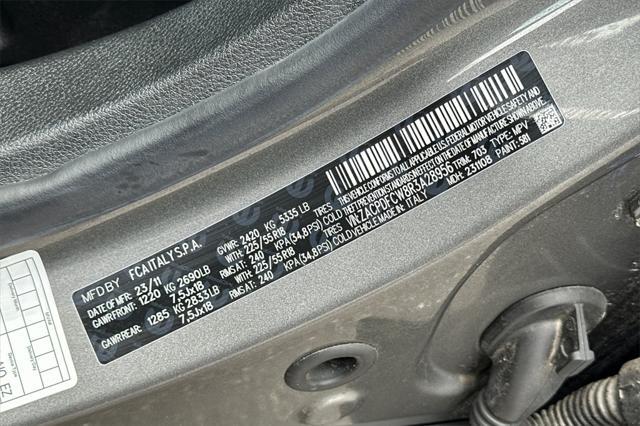 MFD BY FCA ITALY S.P.A.
DATE OF MFR: 23/11 GVWR: 2420 KG 5335 LB
GAWR FRONT: 1220 KG 2690 LB WITH: 225/55R18 TIRES
7.5Jx18 RIMS AT: 240 KPA(34,8PSI) COLD
GAWR REAR: 1285 KG 2833 LB WITH: 225/55R18 TIRES
7.5Jx18 RIMS AT: 240 KPA(34,8PSI) COLD
THIS VEHICLE CONFORMS TO ALL APPLICABLE U.S. FEDERAL MOTOR VEHICLE SAFETY AND
THEFT PREVENTION STANDARDS IN EFFECT ON THE DATE OF MANUFACTURE SHOWN ABOVE.
VIN: ZACPDFCW8R3A28956 TYPE: MPV
MADE IN: ITALY TRIM: 703 PAINT: 581
MDH: 231108